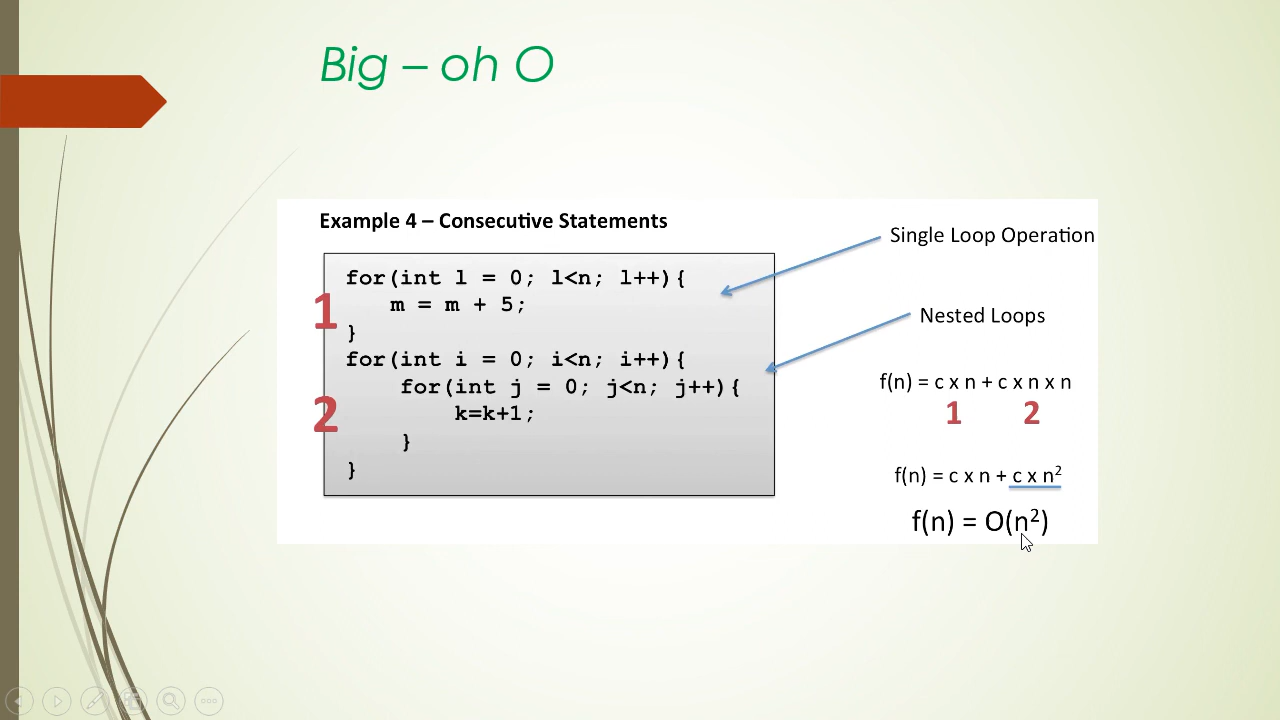 Big – oh O
Example 4 – Consecutive Statements
Single Loop Operation
for(int l = 0; l<n; l++){
m = m + 5;
}
1
for(int i = 0; i<n; i++){
for(int j = 0; j<n; j++){
k=k+1;
}
}
2
Nested Loops
f(n) = c x n + c x n x n
1 2
f(n) = c x n + c x n²
f(n) = O(n²)